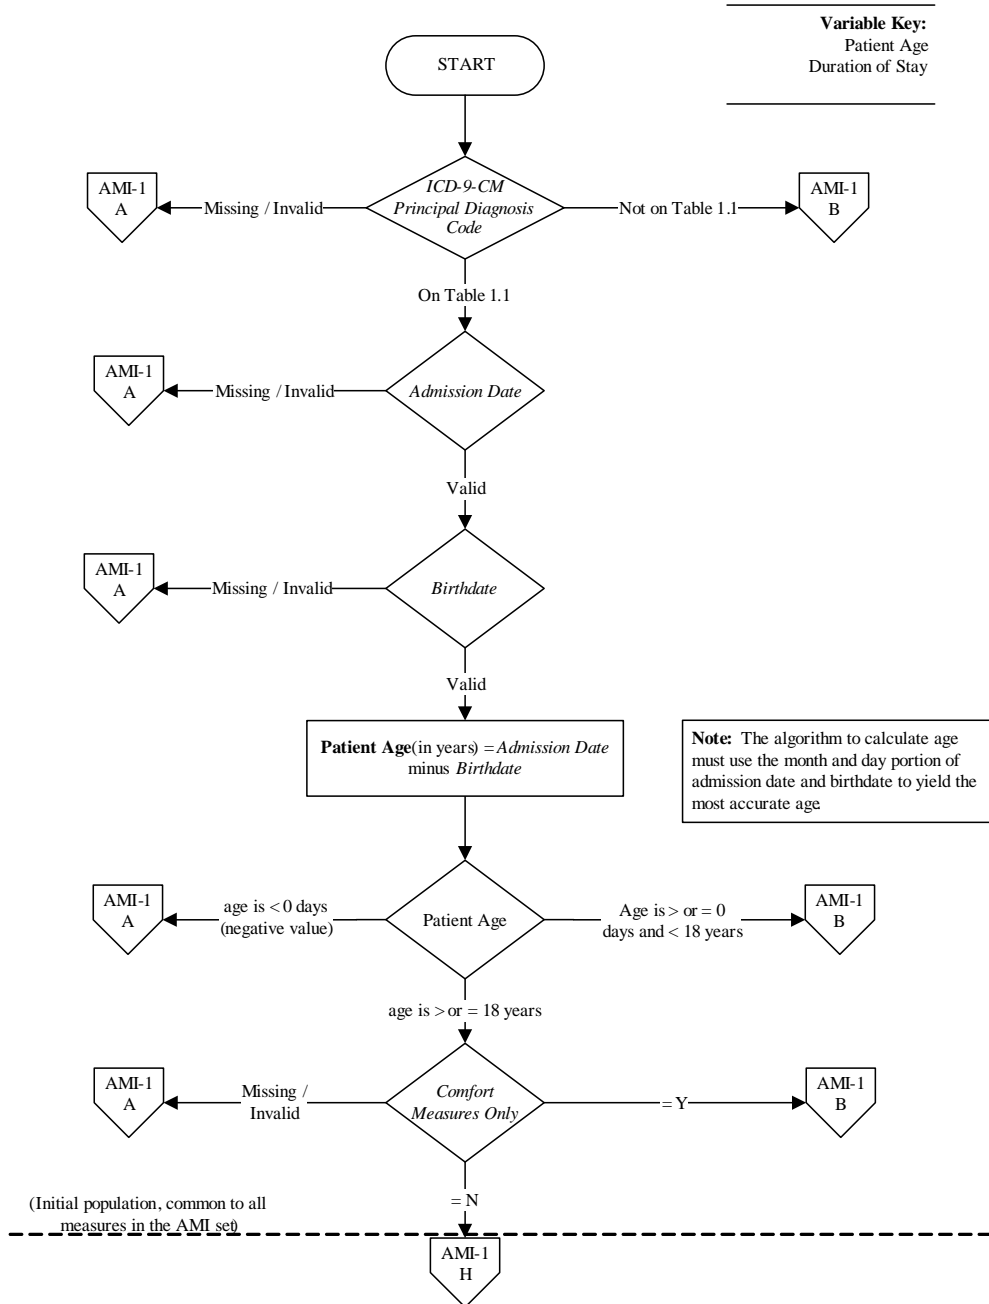 Variable Key:
Patient Age
Duration of Stay
START
AMI-1
A
Missing / Invalid
ICD-9-CM
Principal Diagnosis
Code
Not on Table 1.1
AMI-1
B
On Table 1.1
AMI-1
A
Missing / Invalid
Admission Date
Valid
AMI-1
A
Missing / Invalid
Birthdate
Valid
Patient Age(in years) = Admission Date
minus Birthdate
Note: The algorithm to calculate age
must use the month and day portion of
admission date and birthdate to yield the
most accurate age.
AMI-1
A
age is < 0 days
(negative value)
Patient Age
Age is > or = 0
days and < 18 years
AMI-1
B
age is > or = 18 years
AMI-1
A
Missing /
Invalid
Comfort
Measures Only
= Y
AMI-1
B
= N
(Initial population, common to all
measures in the AMI set)
AMI-1
H